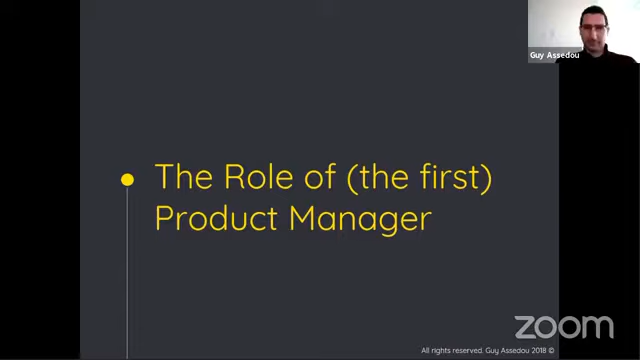 Guy Assedou
The Role of (the first)
Product Manager
zoom
All rights reserved. Guy Assedou 2018 ©